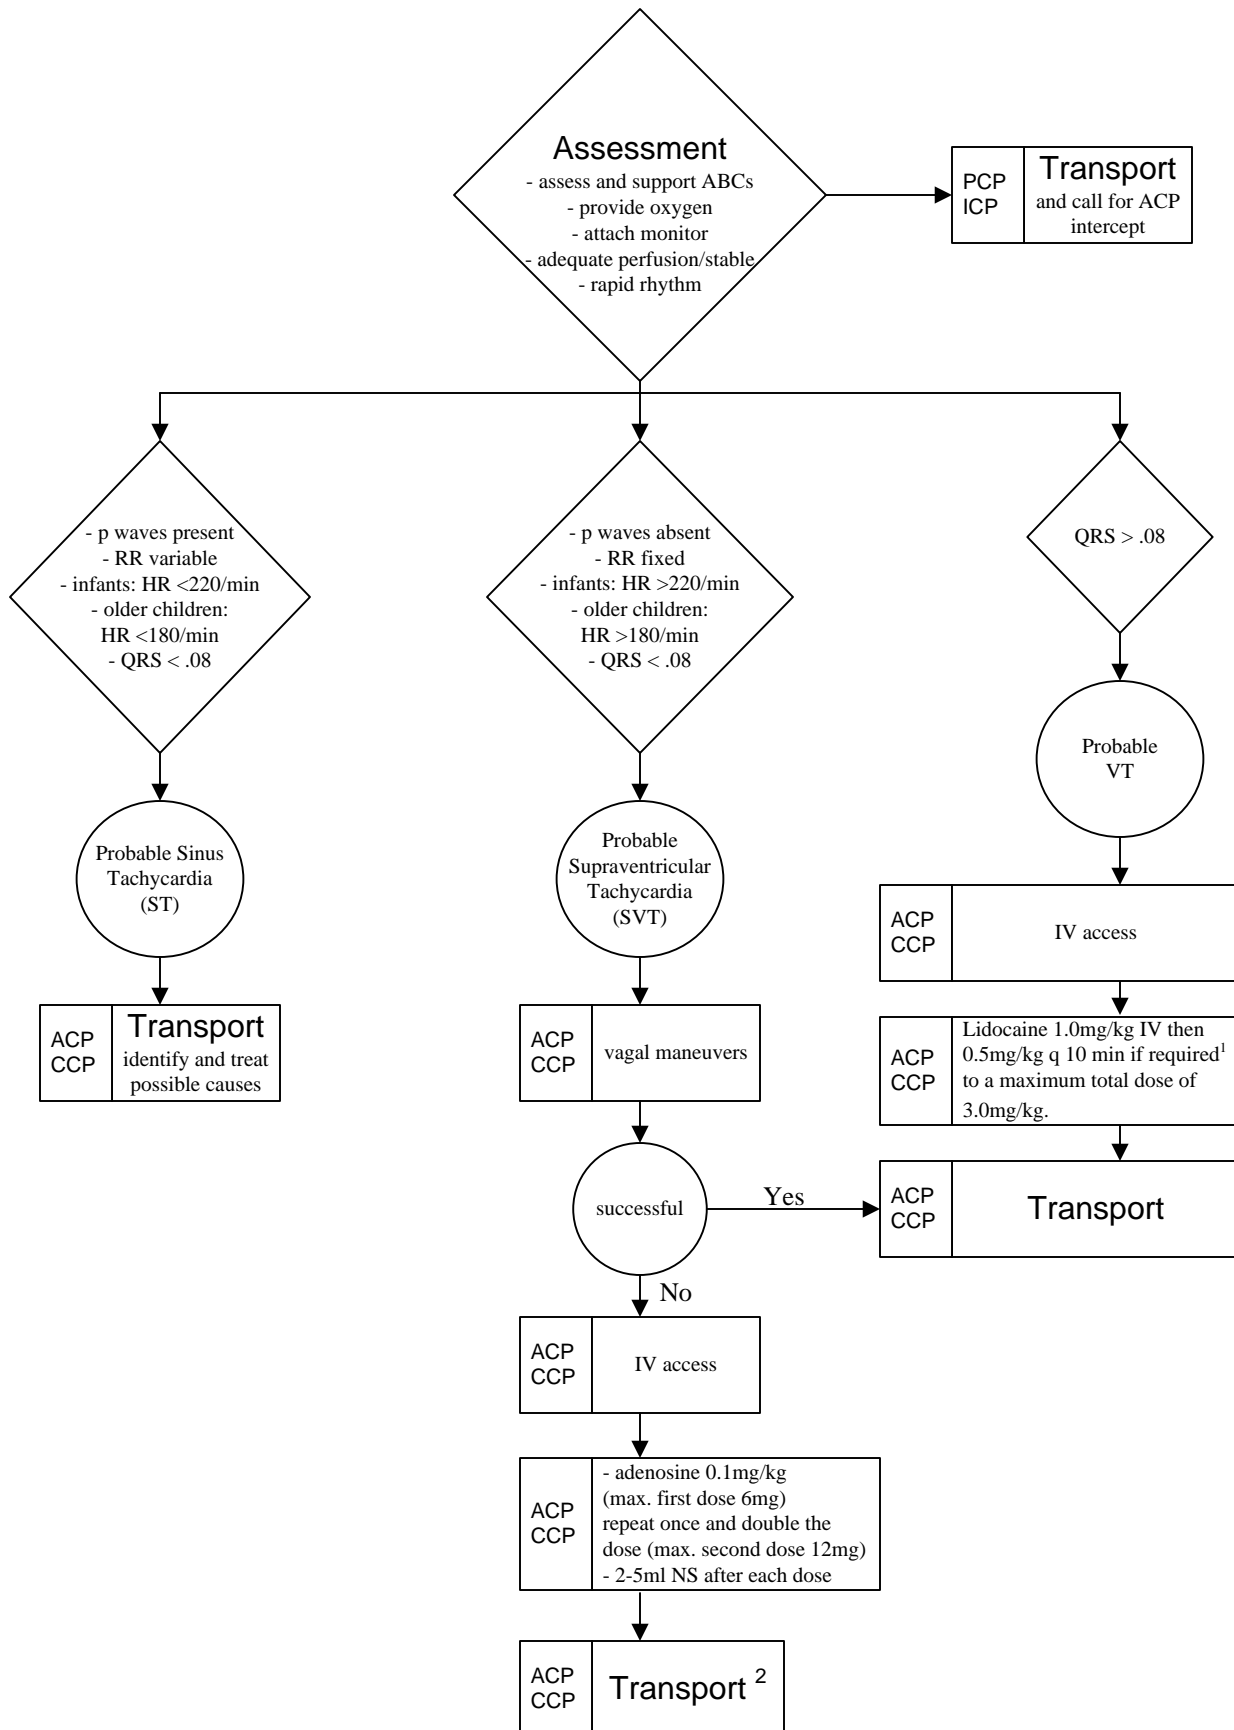 Assessment
- assess and support ABCs
- provide oxygen
- attach monitor
- adequate perfusion/stable
- rapid rhythm
PCP
ICP
Transport
and call for ACP
intercept
- p waves present
- RR variable
- infants: HR <220/min
- older children:
HR <180/min
- QRS < .08
- p waves absent
- RR fixed
- infants: HR >220/min
- older children:
HR >180/min
- QRS < .08
QRS > .08
Probable Sinus
Tachycardia
(ST)
Probable
Supraventricular
Tachycardia
(SVT)
Probable
VT
ACP
CCP
IV access
ACP
CCP
Transport
identify and treat
possible causes
ACP
CCP
vagal maneuvers
ACP
CCP
Lidocaine 1.0mg/kg IV then
0.5mg/kg q 10 min if required¹
to a maximum total dose of
3.0mg/kg.
successful
Yes
ACP
CCP
Transport
No
ACP
CCP
IV access
ACP
CCP
- adenosine 0.1mg/kg
(max. first dose 6mg)
repeat once and double the
dose (max. second dose 12mg)
- 2-5ml NS after each dose
ACP
CCP
Transport ²